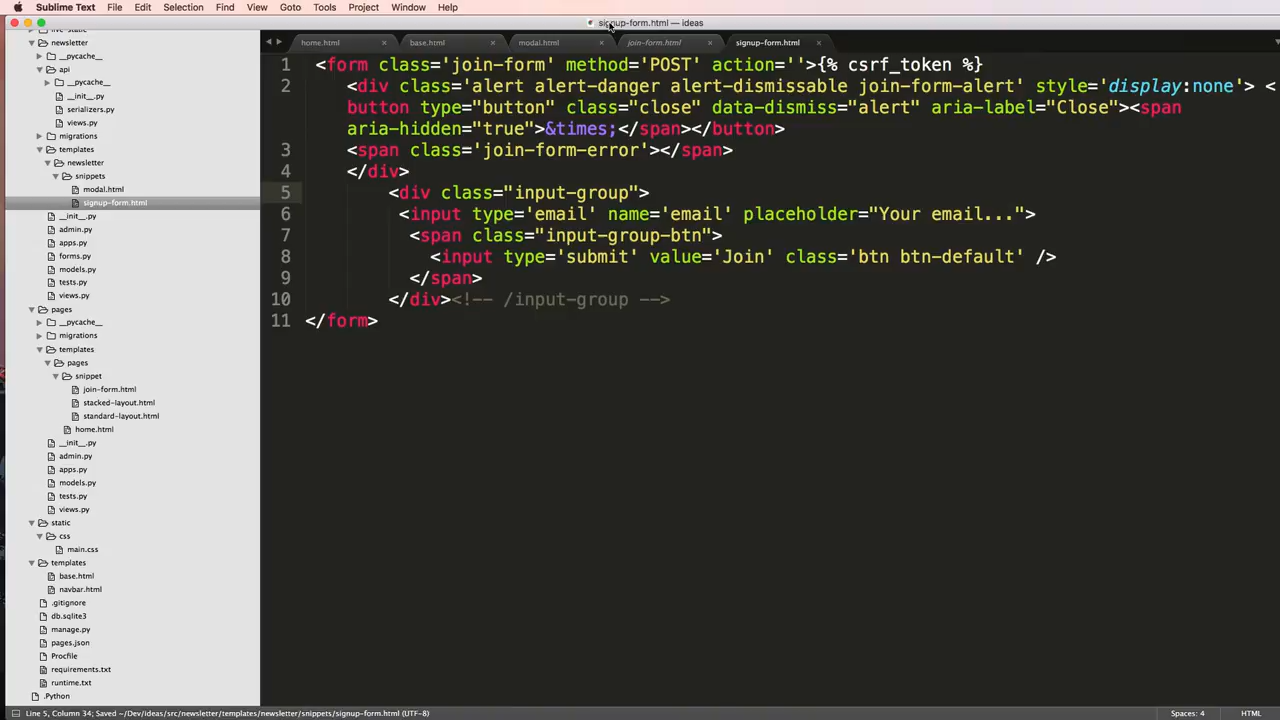 Sublime Text File Edit Selection Find View Goto Tools Project Window Help
signup-form.html — ideas
home.html × base.html × modal.html × join-form.html × signup-form.html ×
live-static
newsletter
__pycache__
api
__pycache__
__init__.py
serializers.py
views.py
migrations
templates
newsletter
snippets
modal.html
signup-form.html
__init__.py
admin.py
apps.py
forms.py
models.py
tests.py
views.py
pages
__pycache__
migrations
templates
pages
snippet
join-form.html
stacked-layout.html
standard-layout.html
home.html
__init__.py
admin.py
apps.py
models.py
tests.py
views.py
static
css
main.css
templates
base.html
navbar.html
.gitignore
db.sqlite3
manage.py
pages.json
Procfile
requirements.txt
runtime.txt
.Python
1 <form class='join-form' method='POST' action=''>{% csrf_token %}
2 <div class='alert alert-danger alert-dismissable join-form-alert' style='display:none'> <
button type="button" class="close" data-dismiss="alert" aria-label="Close"><span
aria-hidden="true">&times;</span></button>
3 <span class='join-form-error'></span>
4 </div>
5 <div class="input-group">
6 <input type='email' name='email' placeholder="Your email...">
7 <span class="input-group-btn">
8 <input type='submit' value='Join' class='btn btn-default' />
9 </span>
10 </div><!-- /input-group -->
11 </form>
Line 5, Column 34; Saved ~/Dev/ideas/src/newsletter/templates/newsletter/snippets/signup-form.html (UTF-8) Spaces: 4 HTML